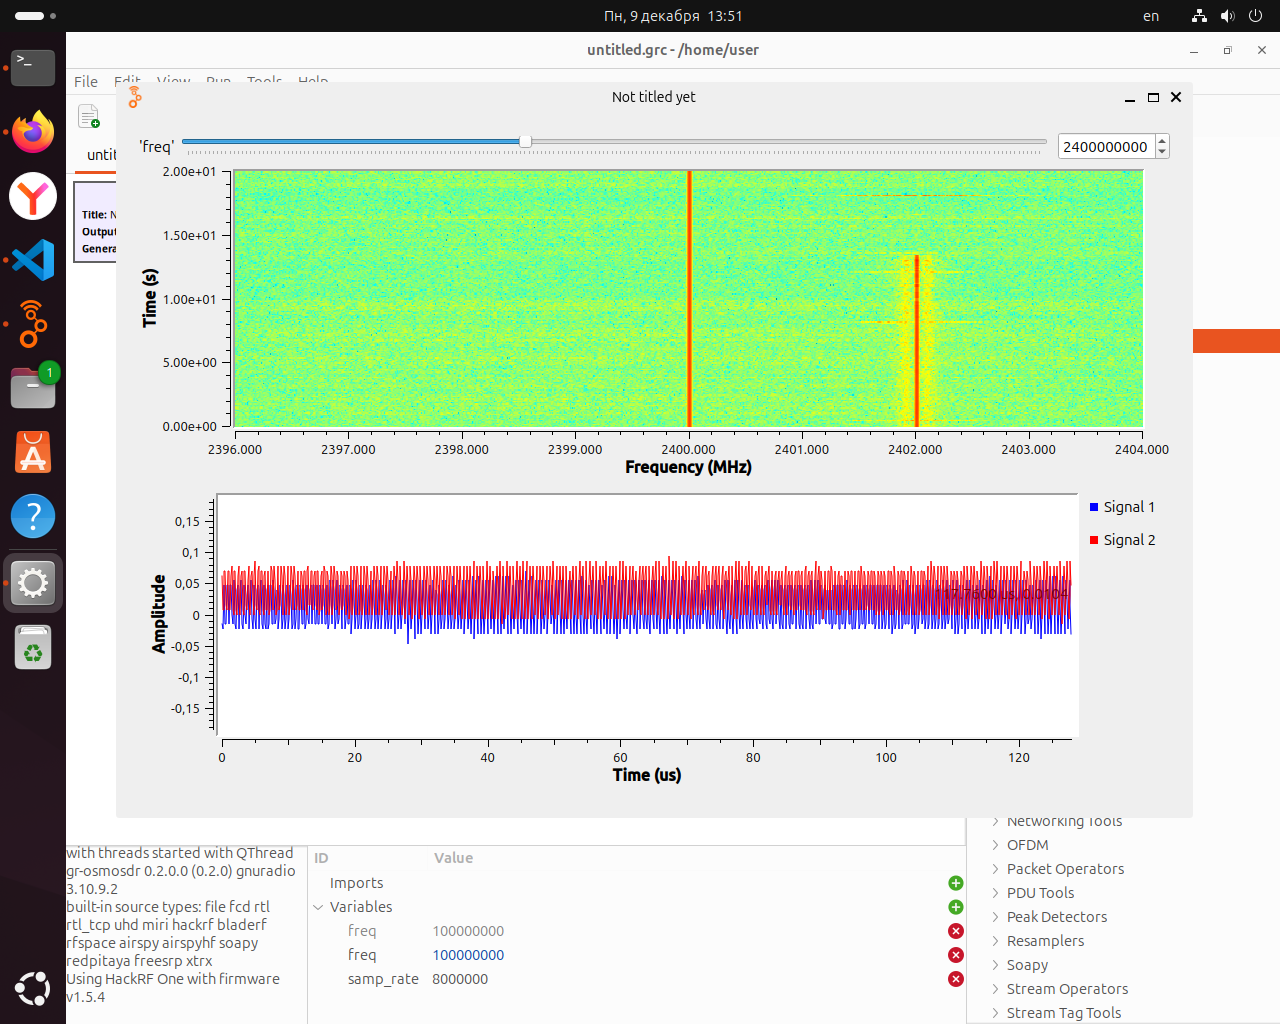 Пн, 9 декабря 13:51
en
untitled.grc - /home/user
File Edit View Run Tools Help
Not titled yet
'freq'
2400000000
Title:
Output
Genera
2.00e+01
1.50e+01
1.00e+01
5.00e+00
0.00e+00
Time (s)
2396.000 2397.000 2398.000 2399.000 2400.000 2401.000 2402.000 2403.000 2404.000
Frequency (MHz)
0,15
0,1
0,05
0
-0,05
-0,1
-0,15
Amplitude
117.7600 us, 0.0104
Signal 1
Signal 2
0 20 40 60 80 100 120
Time (us)
1
with threads started with QThread
gr-osmosdr 0.2.0.0 (0.2.0) gnuradio
3.10.9.2
built-in source types: file fcd rtl
rtl_tcp uhd miri hackrf bladerf
rfspace airspy airspyhf soapy
redpitaya freesrp xtrx
Using HackRF One with firmware
v1.5.4
ID Value
Imports
Variables
freq 100000000
freq 100000000
samp_rate 8000000
Networking Tools
OFDM
Packet Operators
PDU Tools
Peak Detectors
Resamplers
Soapy
Stream Operators
Stream Tag Tools